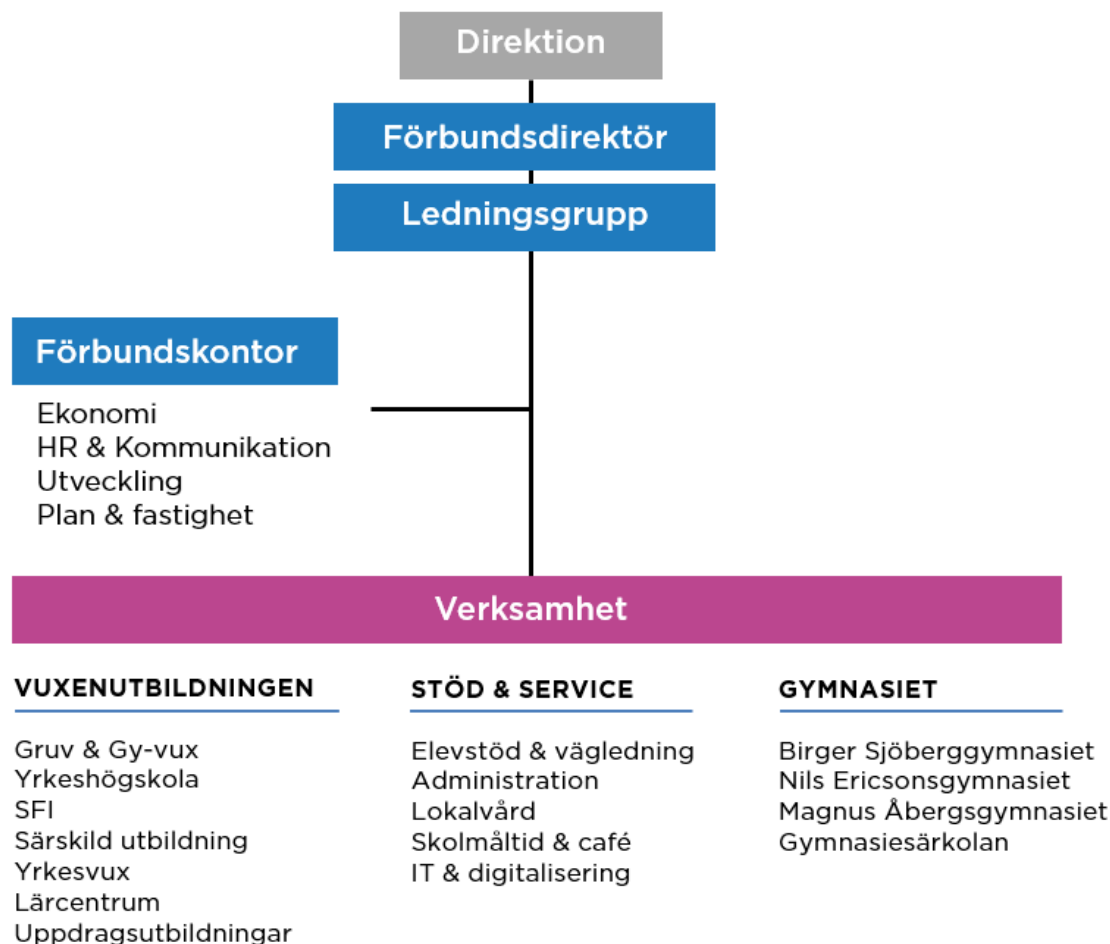 Direktion
Förbundsdirektör
Ledningsgrupp
Förbundskontor
Ekonomi
HR & Kommunikation
Utveckling
Plan & fastighet
Verksamhet
VUXENUTBILDNINGEN
Gruv & Gy-vux
Yrkeshögskola
SFI
Särskild utbildning
Yrkesvux
Lärcentrum
Uppdragsutbildningar
STÖD & SERVICE
Elevstöd & vägledning
Administration
Lokalvård
Skolmåltid & café
IT & digitalisering
GYMNASIET
Birger Sjöberggymnasiet
Nils Ericsonsgymnasiet
Magnus Åbergsgymnasiet
Gymnasiesärkolan